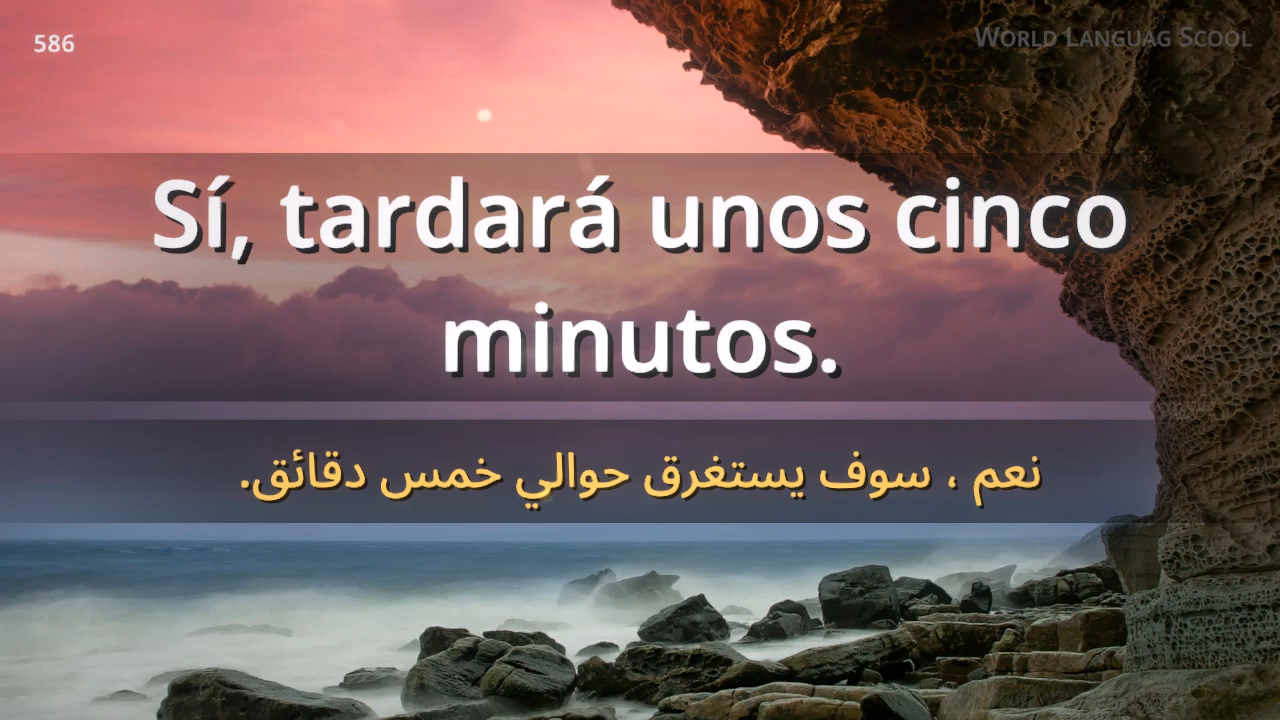 586
World Languag Scool
Sí, tardará unos cinco
minutos.
نعم ، سوف يستغرق حوالي خمس دقائق.